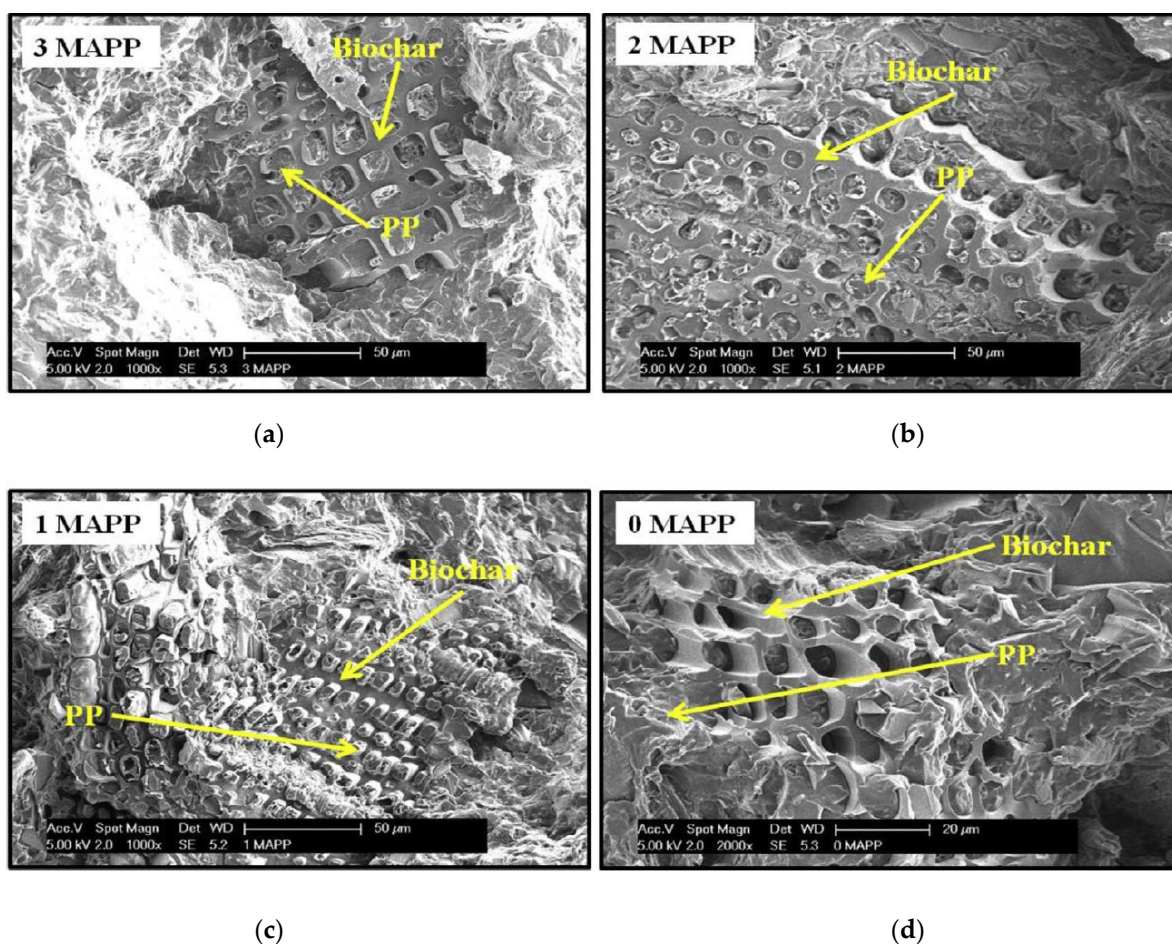 3 MAPP
Biochar
PP
Acc.V Spot Magn Det WD 50 µm
5.00 kV 2.0 1000x SE 5.3 3 MAPP
(a)
2 MAPP
Biochar
PP
Acc.V Spot Magn Det WD 50 µm
5.00 kV 2.0 1000x SE 5.1 2 MAPP
(b)
1 MAPP
Biochar
PP
Acc.V Spot Magn Det WD 50 µm
5.00 kV 2.0 1000x SE 5.2 1 MAPP
(c)
0 MAPP
Biochar
PP
Acc.V Spot Magn Det WD 20 µm
5.00 kV 2.0 2000x SE 5.3 0 MAPP
(d)